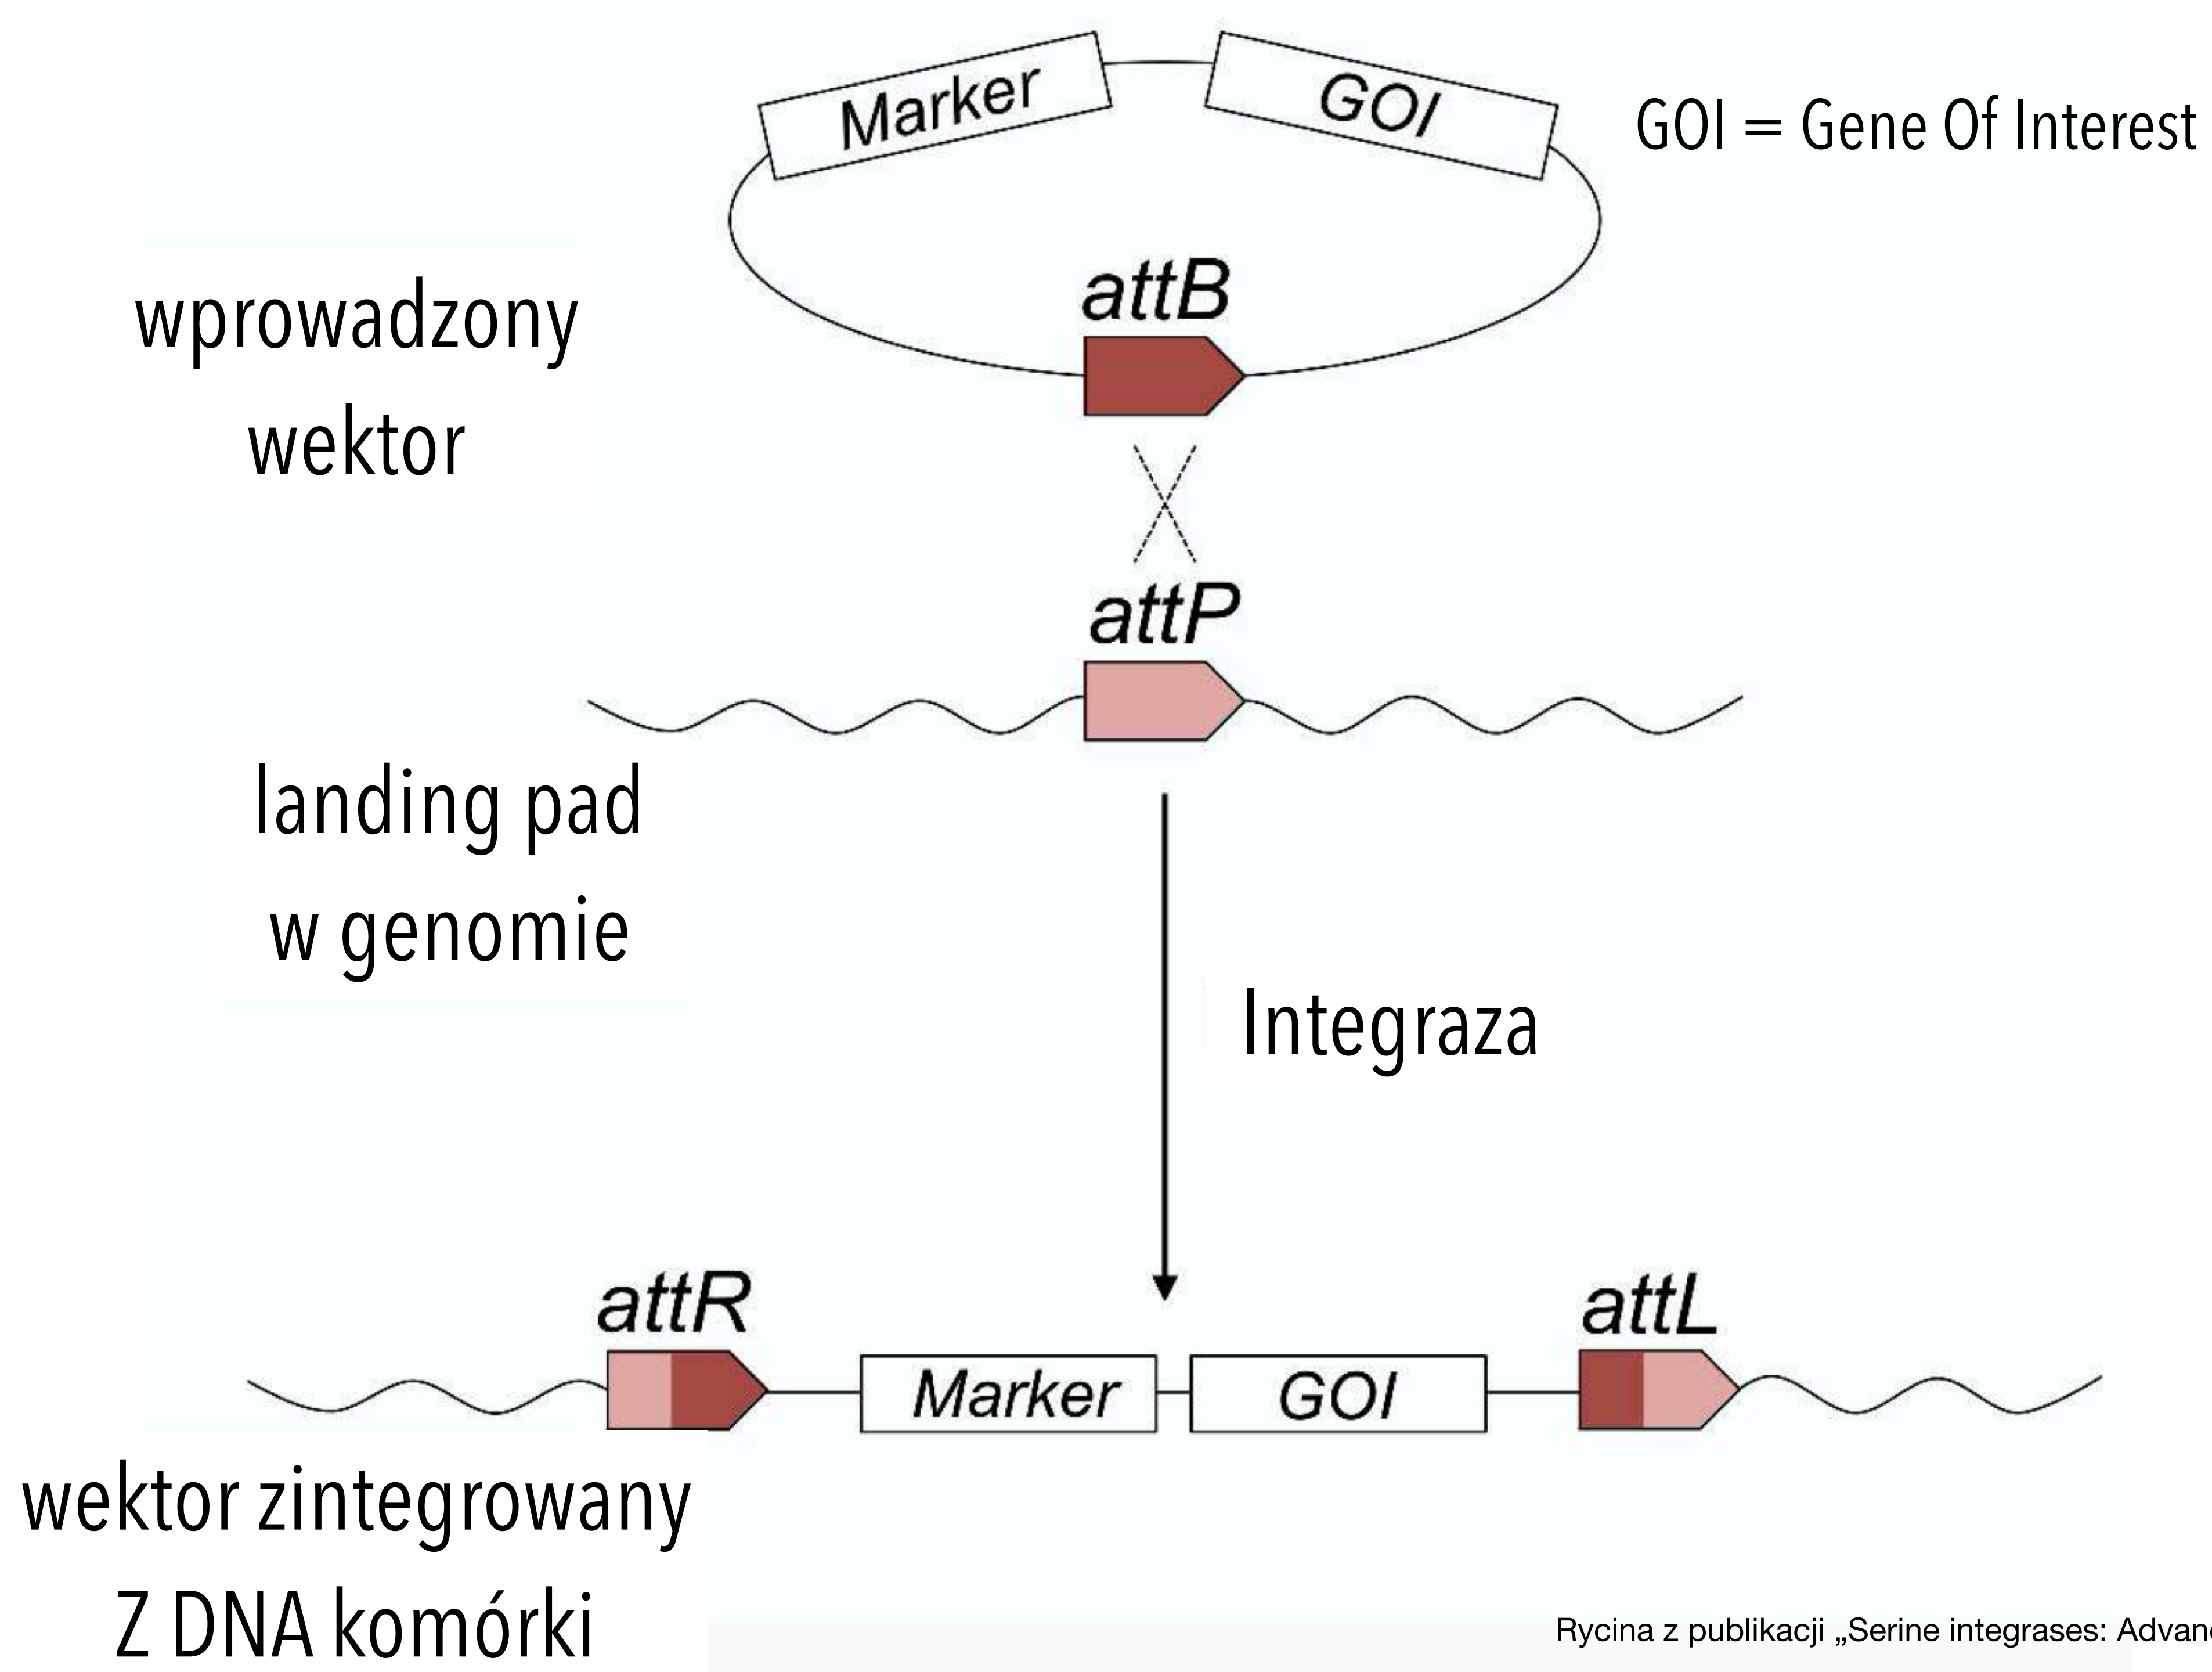 Marker
GOI
GOI = Gene Of Interest
attB
wprowadzony
wektor
attP
landing pad
w genomie
Integraza
attR
attL
Marker
GOI
wektor zintegrowany
Z DNA komórki
Rycina z publikacji „Serine integrases: